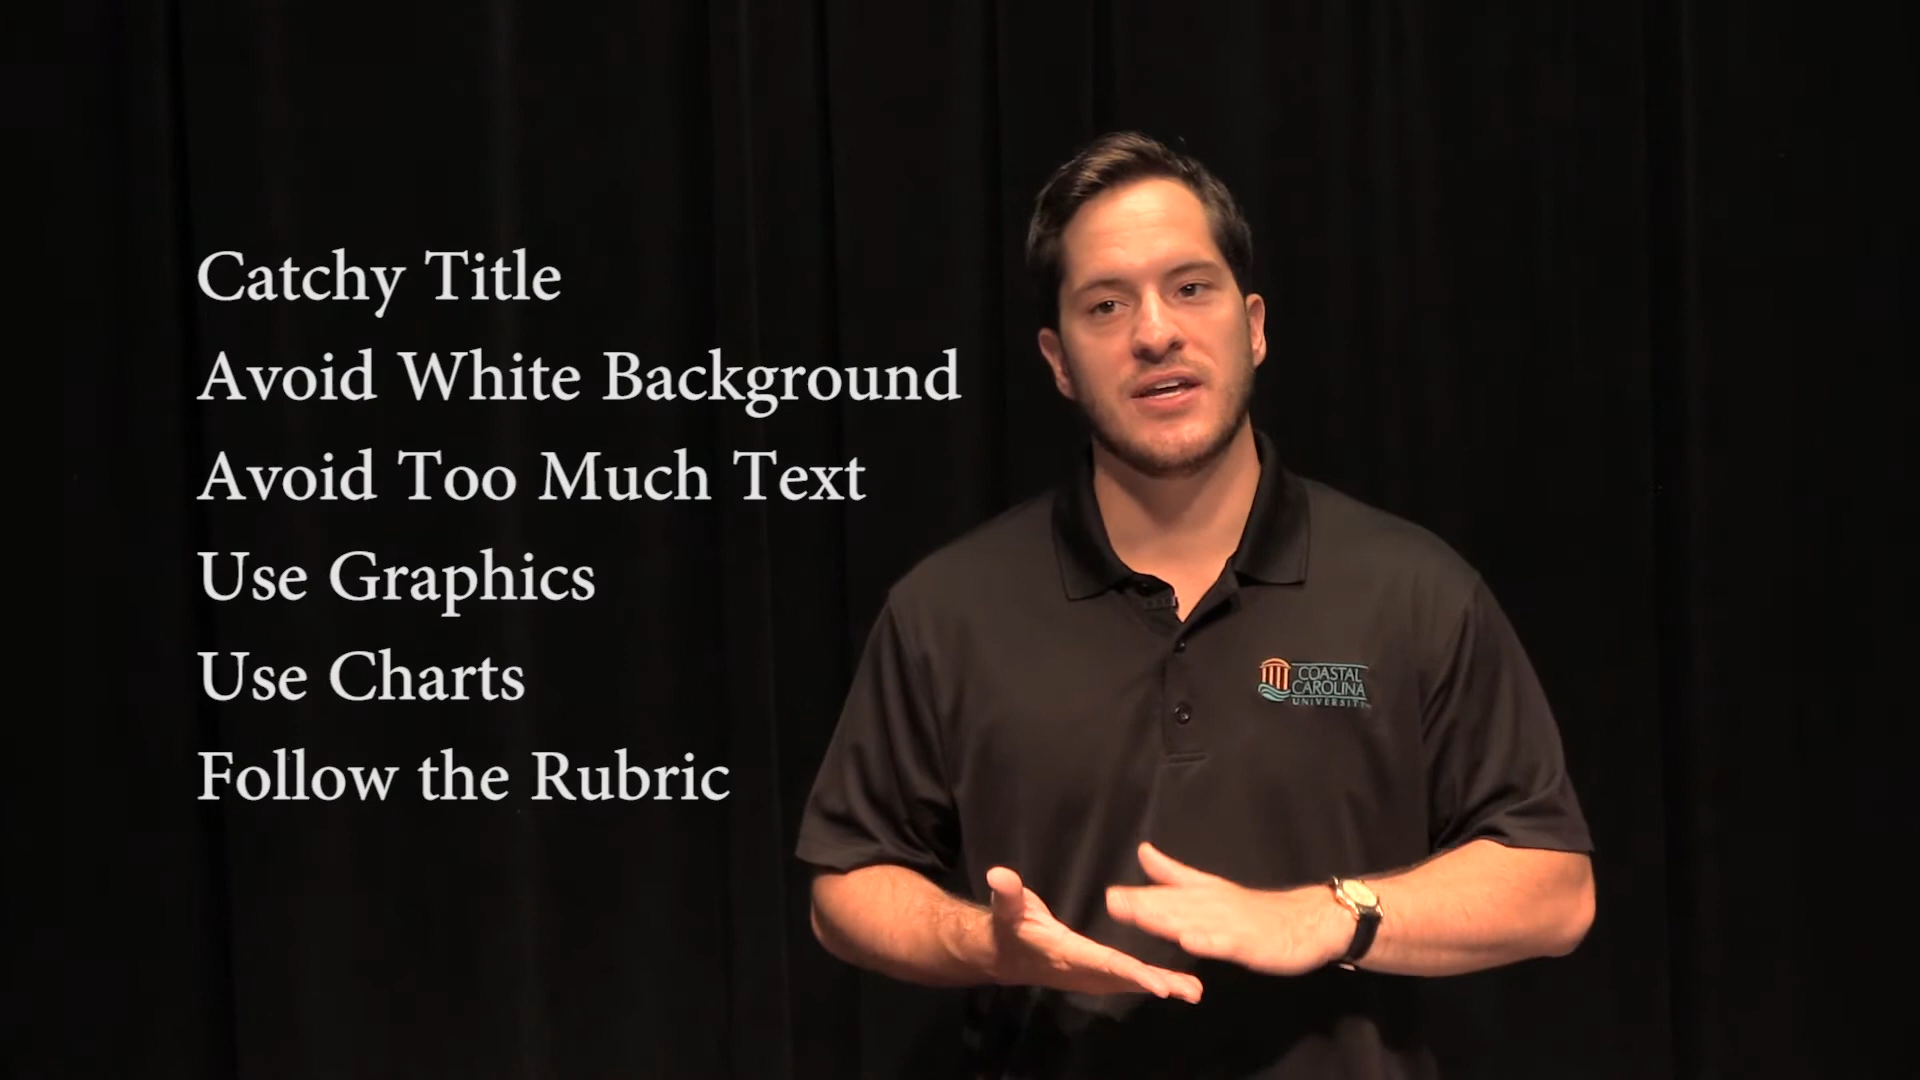 Catchy Title
Avoid White Background
Avoid Too Much Text
Use Graphics
Use Charts
Follow the Rubric
COASTAL
CAROLINA
UNIVERSITY